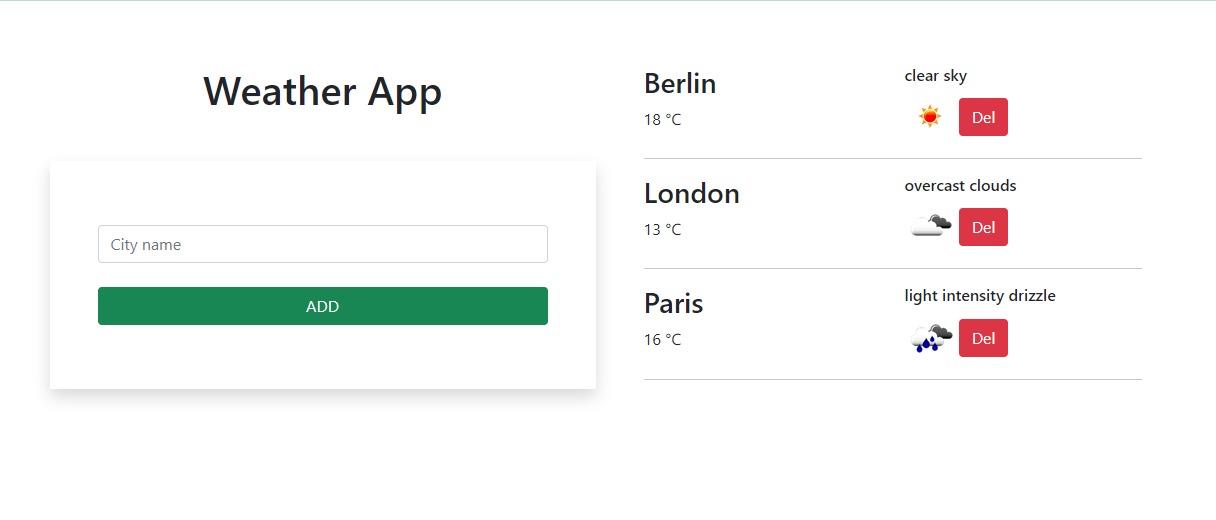 Weather App
City name
ADD
Berlin
18 °C
clear sky
Del
London
13 °C
overcast clouds
Del
Paris
16 °C
light intensity drizzle
Del